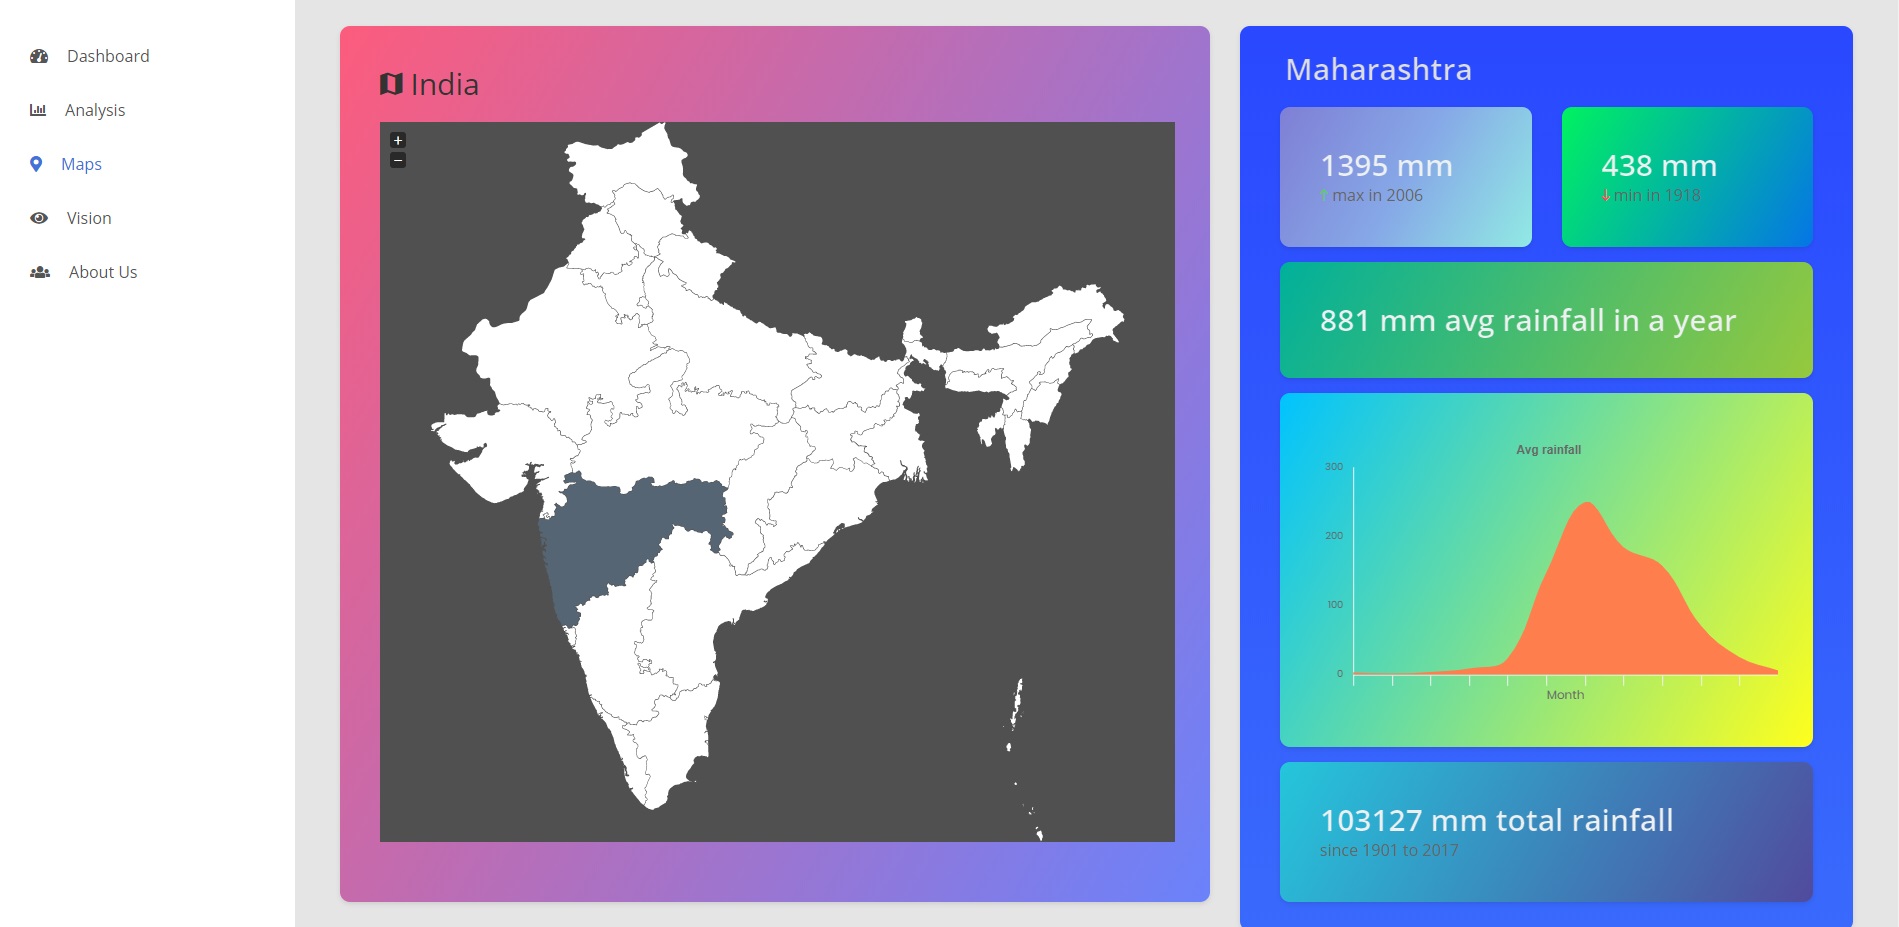 Dashboard
Analysis
Maps
Vision
About Us
India
+
−
Maharashtra
1395 mm
↑ max in 2006
438 mm
↓ min in 1918
881 mm avg rainfall in a year
Avg rainfall
300
200
100
0
Month
103127 mm total rainfall
since 1901 to 2017